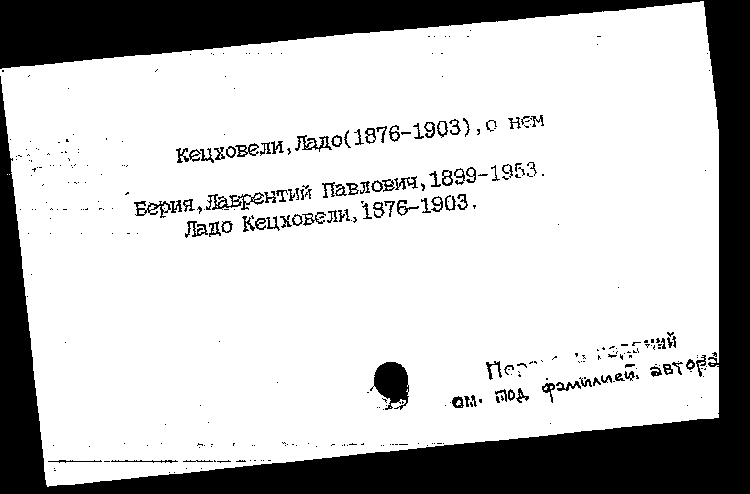 Кецховели,Ладо(1876-1903),о нем
Берия,Лаврентий Павлович,1899-1953.
Ладо Кецховели,1876-1903.
см. под фамилией автора